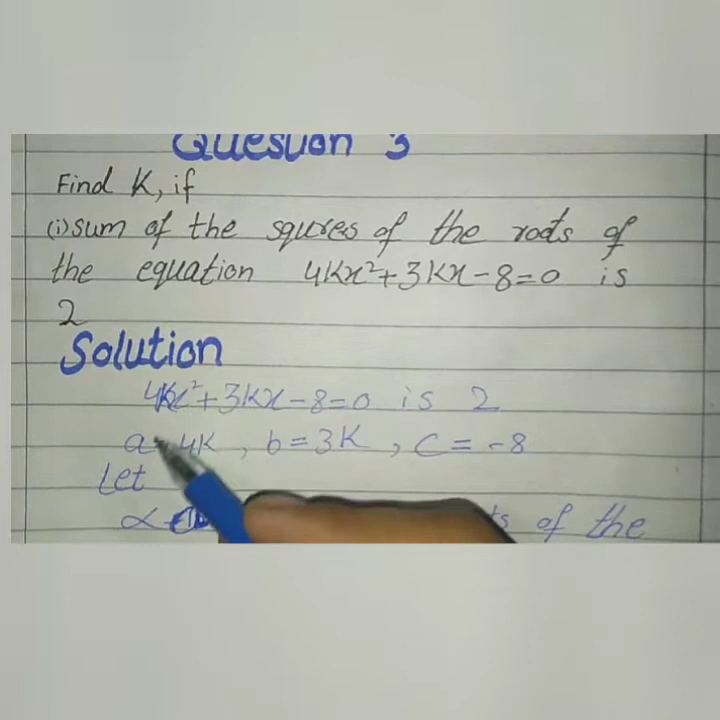 Question 3
Find K, if
(i) sum of the squres of the roots of
the equation 4Kx²+3Kx-8=0 is
2
Solution
4Kx²+3Kx-8=0 is 2
a=4K, b=3K, c=-8
Let
α of the